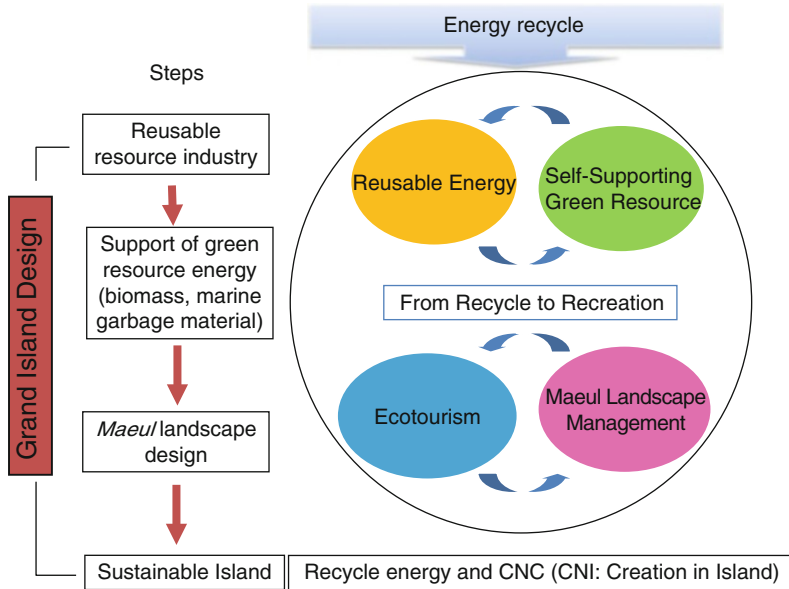 Energy recycle
Steps
Reusable
resource industry
Support of green
resource energy
(biomass, marine
garbage material)
Maeul landscape
design
Sustainable Island
Grand Island Design
Reusable Energy
Self-Supporting
Green Resource
From Recycle to Recreation
Ecotourism
Maeul Landscape
Management
Recycle energy and CNC (CNI: Creation in Island)